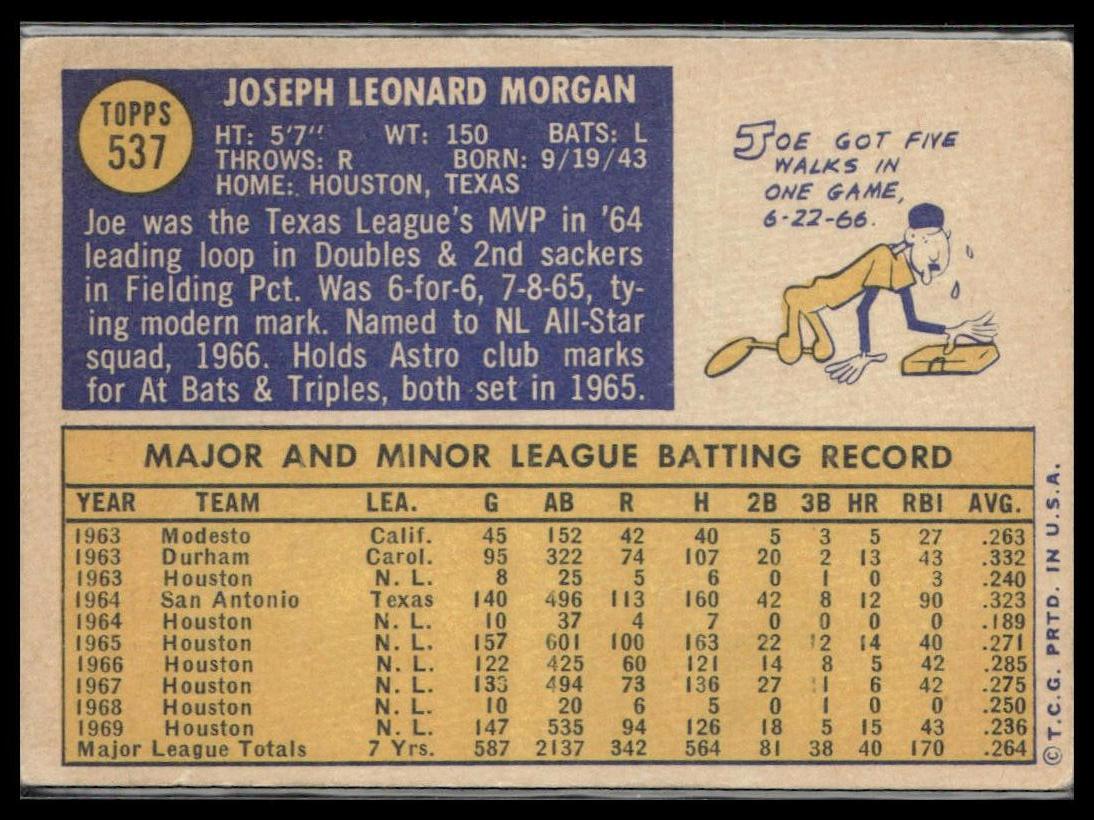 TOPPS
537
JOSEPH LEONARD MORGAN
HT: 5'7" WT: 150 BATS: L
THROWS: R BORN: 9/19/43
HOME: HOUSTON, TEXAS
Joe was the Texas League's MVP in '64
leading loop in Doubles & 2nd sackers
in Fielding Pct. Was 6-for-6, 7-8-65, ty-
ing modern mark. Named to NL All-Star
squad, 1966. Holds Astro club marks
for At Bats & Triples, both set in 1965.
JOE GOT FIVE
WALKS IN
ONE GAME,
6-22-66.
MAJOR AND MINOR LEAGUE BATTING RECORD
YEAR TEAM LEA. G AB R H 2B 3B HR RBI AVG.
1963 Modesto Calif. 45 152 42 40 5 3 5 27 .263
1963 Durham Carol. 95 322 74 107 20 2 13 43 .332
1963 Houston N. L. 8 25 5 6 0 1 0 3 .240
1964 San Antonio Texas 140 496 113 160 42 8 12 90 .323
1964 Houston N. L. 10 37 4 7 0 0 0 0 .189
1965 Houston N. L. 157 601 100 163 22 12 14 40 .271
1966 Houston N. L. 122 425 60 121 14 8 5 42 .285
1967 Houston N. L. 133 494 73 136 27 11 6 42 .275
1968 Houston N. L. 10 20 6 5 0 1 0 0 .250
1969 Houston N. L. 147 535 94 126 18 5 15 43 .236
Major League Totals 7 Yrs. 587 2137 342 564 81 38 40 170 .264
© T.C.G. PRTD. IN U.S.A.